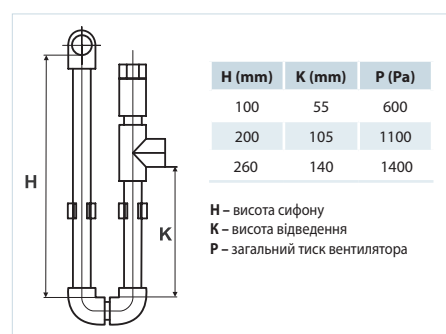 H
K
H (mm) K (mm) P (Pa)
100 55 600
200 105 1100
260 140 1400
H – висота сифону
K – висота відведення
P – загальний тиск вентилятора